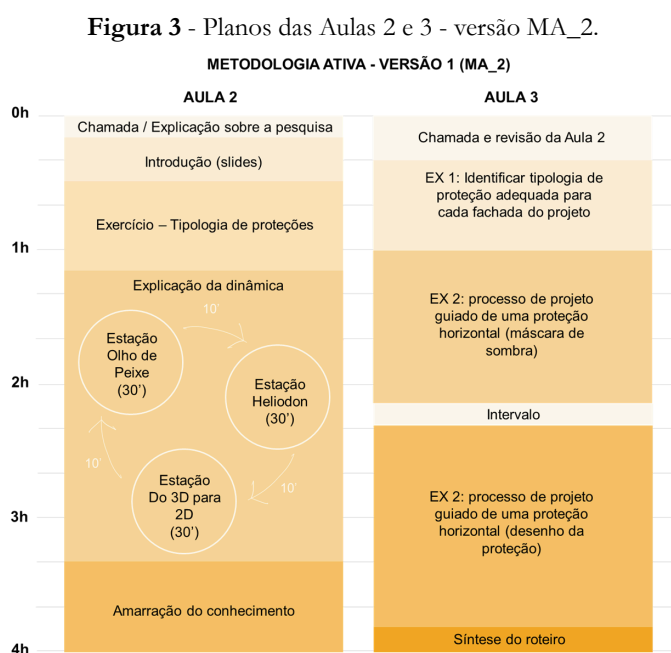 Figura 3 - Planos das Aulas 2 e 3 - versão MA_2.
METODOLOGIA ATIVA - VERSÃO 1 (MA_2)
AULA 2
AULA 3
0h
1h
2h
3h
4h
Chamada / Explicação sobre a pesquisa
Introdução (slides)
Exercício – Tipologia de proteções
Explicação da dinâmica
10’
Estação
Olho de
Peixe
(30’)
Estação
Heliodon
(30’)
10’
10’
Estação
Do 3D para
2D
(30’)
Amarração do conhecimento
Chamada e revisão da Aula 2
EX 1: Identificar tipologia de
proteção adequada para
cada fachada do projeto
EX 2: processo de projeto
guiado de uma proteção
horizontal (máscara de
sombra)
Intervalo
EX 2: processo de projeto
guiado de uma proteção
horizontal (desenho da
proteção)
Síntese do roteiro